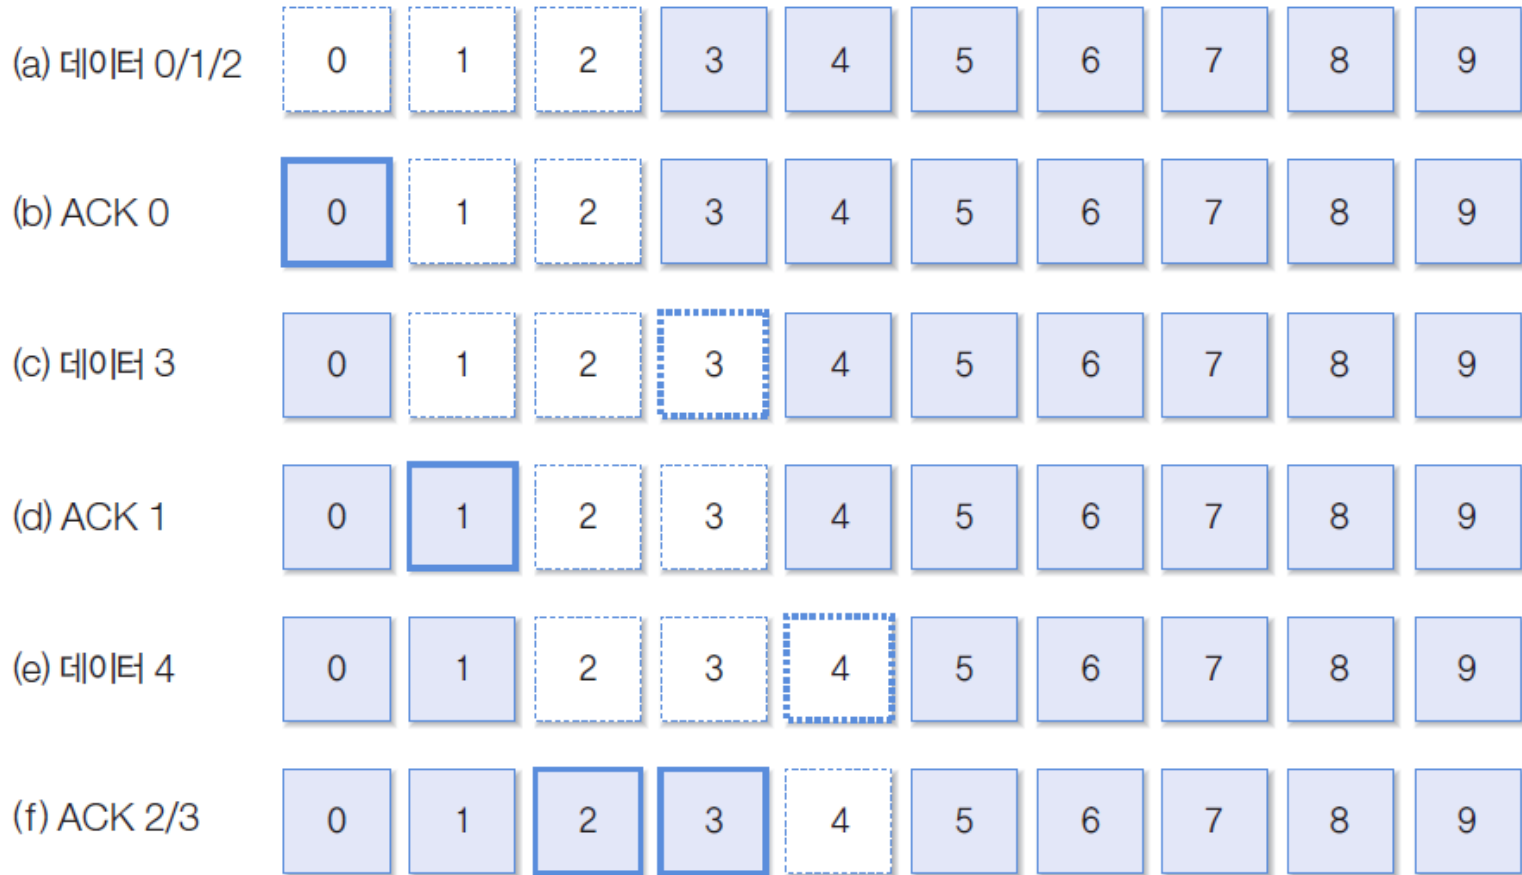 (a) 데이터 0/1/2 0 1 2 3 4 5 6 7 8 9
(b) ACK 0 0 1 2 3 4 5 6 7 8 9
(c) 데이터 3 0 1 2 3 4 5 6 7 8 9
(d) ACK 1 0 1 2 3 4 5 6 7 8 9
(e) 데이터 4 0 1 2 3 4 5 6 7 8 9
(f) ACK 2/3 0 1 2 3 4 5 6 7 8 9